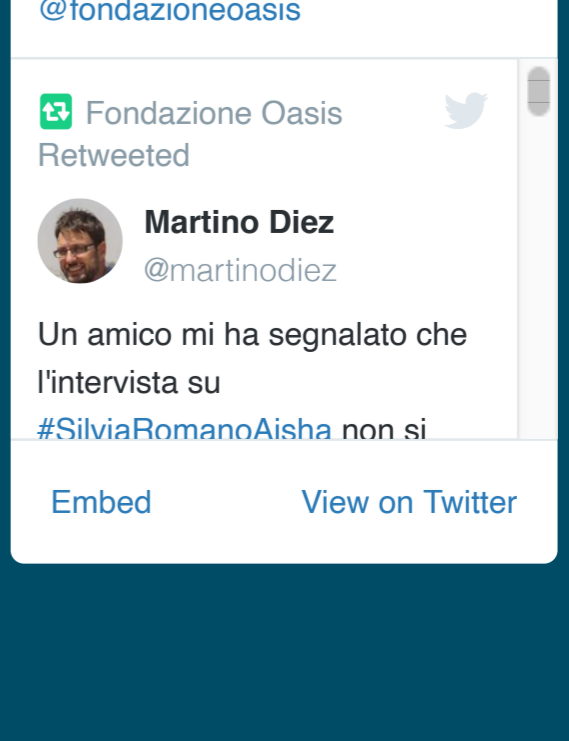 @fondazioneoasis
Fondazione Oasis
Retweeted
Martino Diez
@martinodiez
Un amico mi ha segnalato che
l'intervista su
#SilviaRomanoAisha non si
Embed
View on Twitter